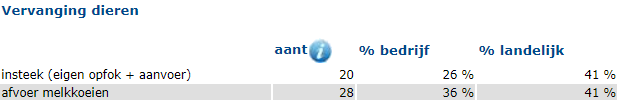 Vervanging dieren
aant % bedrijf % landelijk
insteek (eigen opfok + aanvoer) 20 26 % 41 %
afvoer melkkoeien 28 36 % 41 %